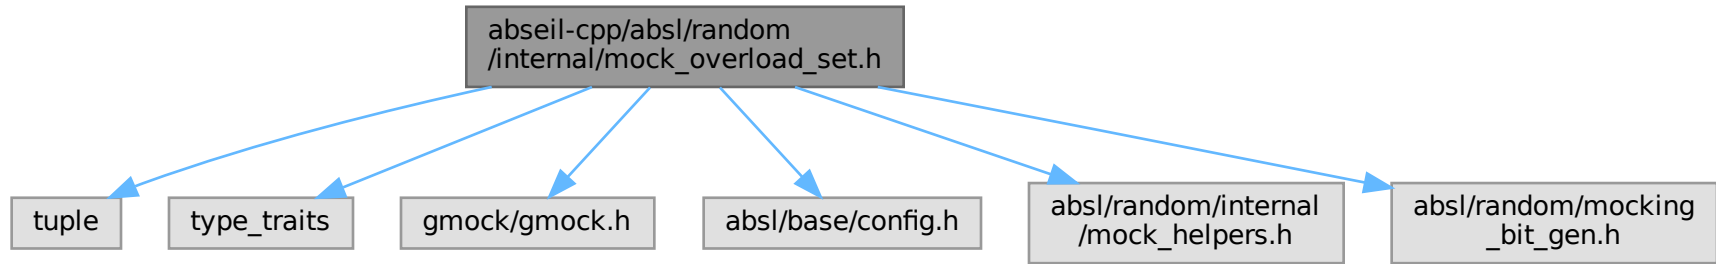 abseil-cpp/absl/random
/internal/mock_overload_set.h
tuple
type_traits
gmock/gmock.h
absl/base/config.h
absl/random/internal
/mock_helpers.h
absl/random/mocking
_bit_gen.h